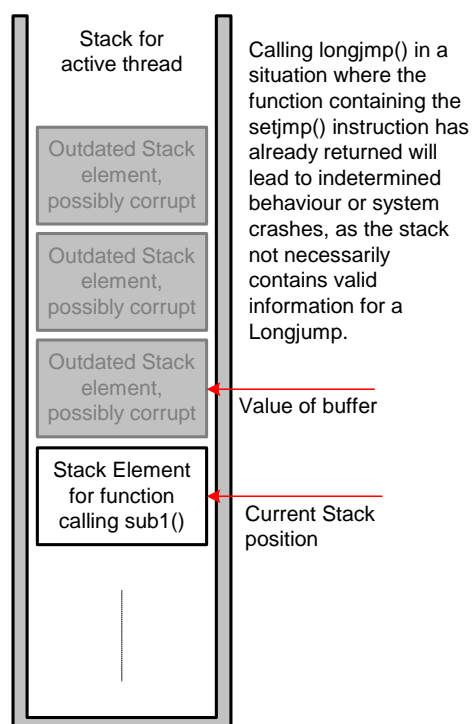 Stack for
active thread
Calling longjmp() in a
situation where the
function containing the
setjmp() instruction has
already returned will
lead to indetermined
behaviour or system
crashes, as the stack
not necessarily
contains valid
information for a
Longjump.
Outdated Stack
element,
possibly corrupt
Outdated Stack
element,
possibly corrupt
Outdated Stack
element,
possibly corrupt
Value of buffer
Stack Element
for function
calling sub1()
Current Stack
position